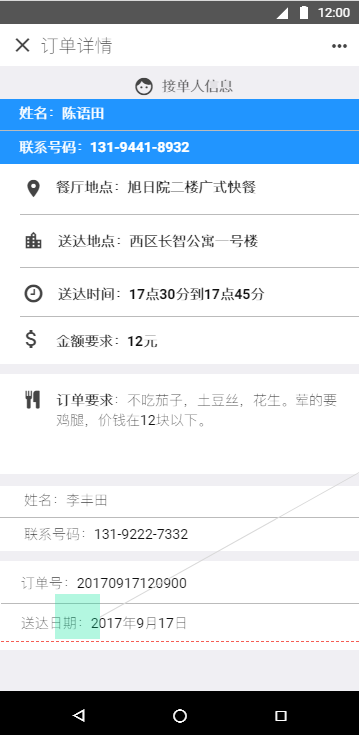 12:00
订单详情
接单人信息
姓名：陈语田
联系号码：131-9441-8932
餐厅地点：旭日院二楼广式快餐
送达地点：西区长智公寓一号楼
送达时间：17点30分到17点45分
金额要求：12元
订单要求：不吃茄子，土豆丝，花生。荤的要
鸡腿，价钱在12块以下。
姓名：李丰田
联系号码：131-9222-7332
订单号：20170917120900
送达日期：2017年9月17日